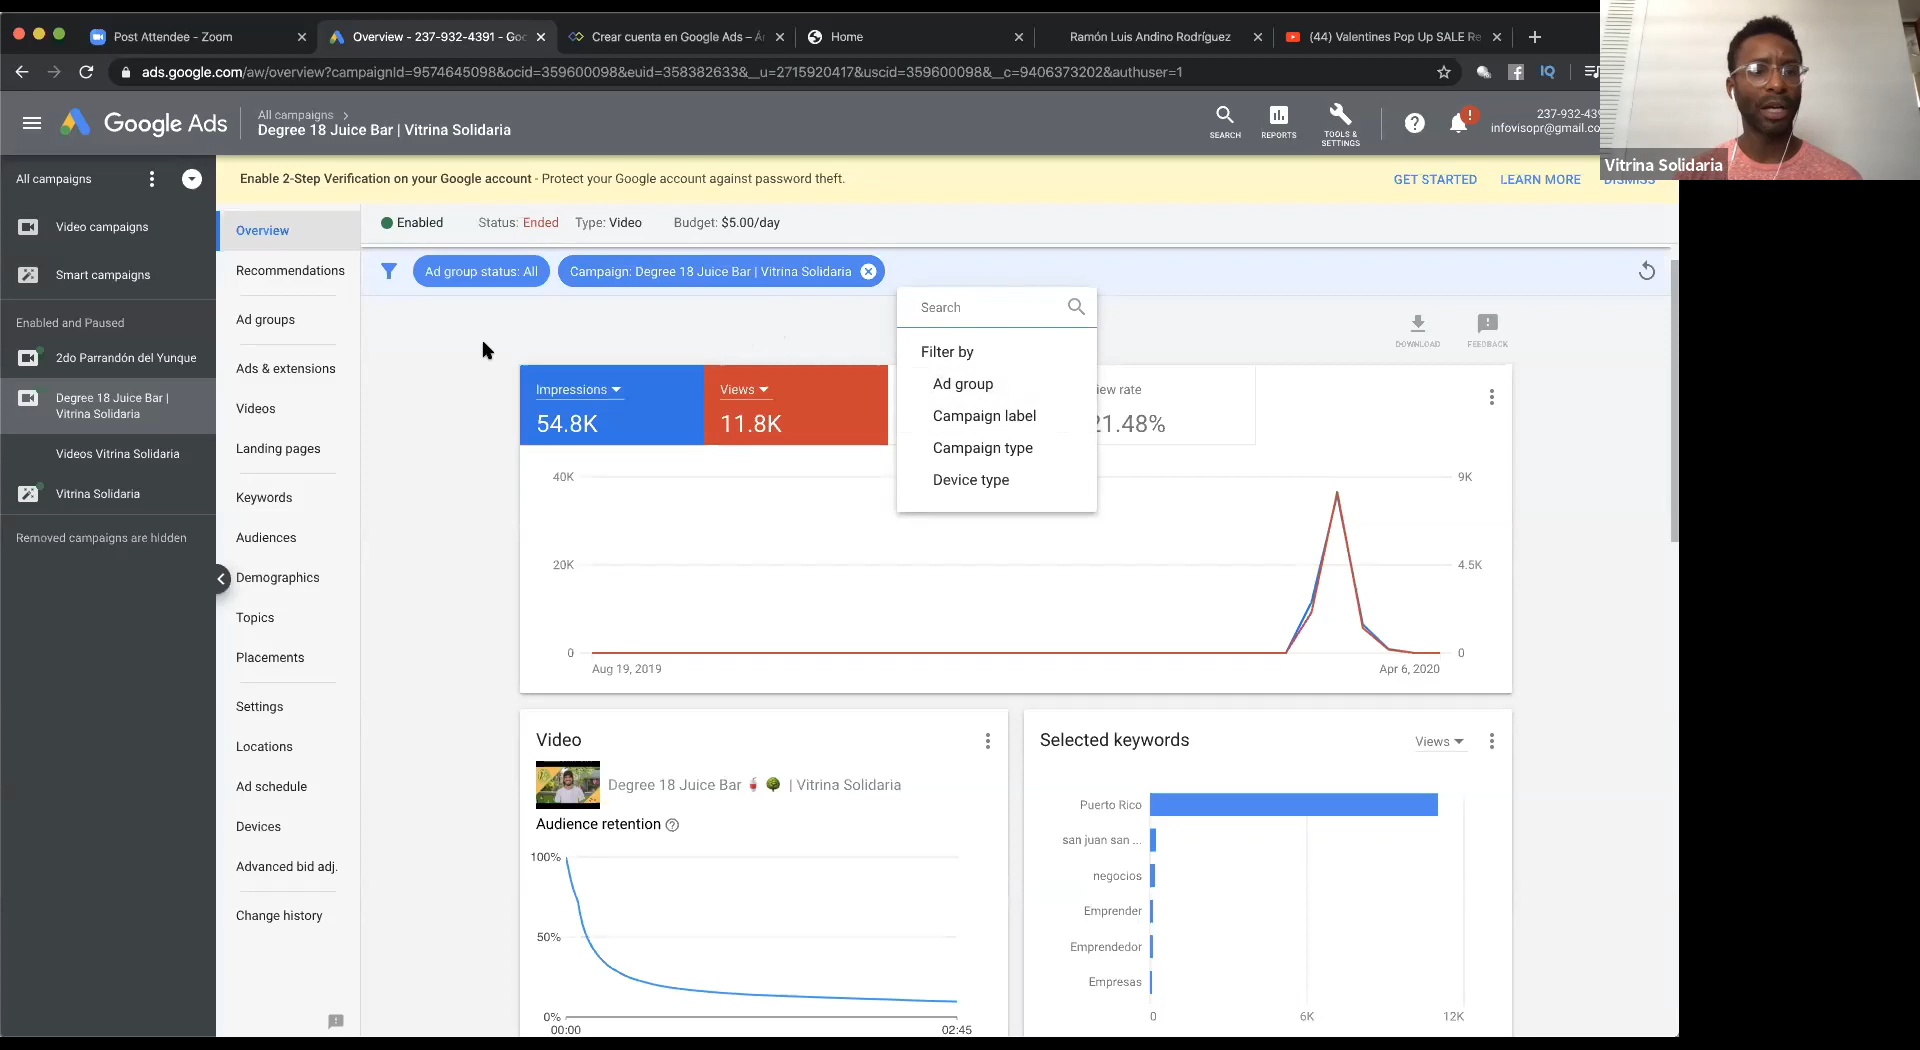 Post Attendee - Zoom
Overview - 237-932-4391 - Goo
Crear cuenta en Google Ads – Ár
Home
Ramón Luis Andino Rodríguez
(44) Valentines Pop Up SALE Re
ads.google.com/aw/overview?campaignId=9574645098&ocid=359600098&euid=358382633&__u=2715920417&uscid=359600098&__c=9406373202&authuser=1
IQ
Google Ads
All campaigns
Degree 18 Juice Bar | Vitrina Solidaria
SEARCH
REPORTS
TOOLS &
SETTINGS
237-932-439
infovisopr@gmail.co
Vitrina Solidaria
All campaigns
Video campaigns
Smart campaigns
Enabled and Paused
2do Parrandón del Yunque
Degree 18 Juice Bar |
Vitrina Solidaria
Videos Vitrina Solidaria
Vitrina Solidaria
Removed campaigns are hidden
Enable 2-Step Verification on your Google account - Protect your Google account against password theft.
GET STARTED
LEARN MORE
DISMISS
Overview
Recommendations
Ad groups
Ads & extensions
Videos
Landing pages
Keywords
Audiences
Demographics
Topics
Placements
Settings
Locations
Ad schedule
Devices
Advanced bid adj.
Change history
Enabled
Status: Ended
Type: Video
Budget: $5.00/day
Ad group status: All
Campaign: Degree 18 Juice Bar | Vitrina Solidaria
Search
Filter by
Ad group
Campaign label
Campaign type
Device type
DOWNLOAD
FEEDBACK
Impressions
54.8K
Views
11.8K
iew rate
21.48%
40K
20K
0
9K
4.5K
0
Aug 19, 2019
Apr 6, 2020
Video
Degree 18 Juice Bar 🍹 🌳 | Vitrina Solidaria
Audience retention
100%
50%
0%
00:00
02:45
Selected keywords
Views
Puerto Rico
san juan san ...
negocios
Emprender
Emprendedor
Empresas
0
6K
12K